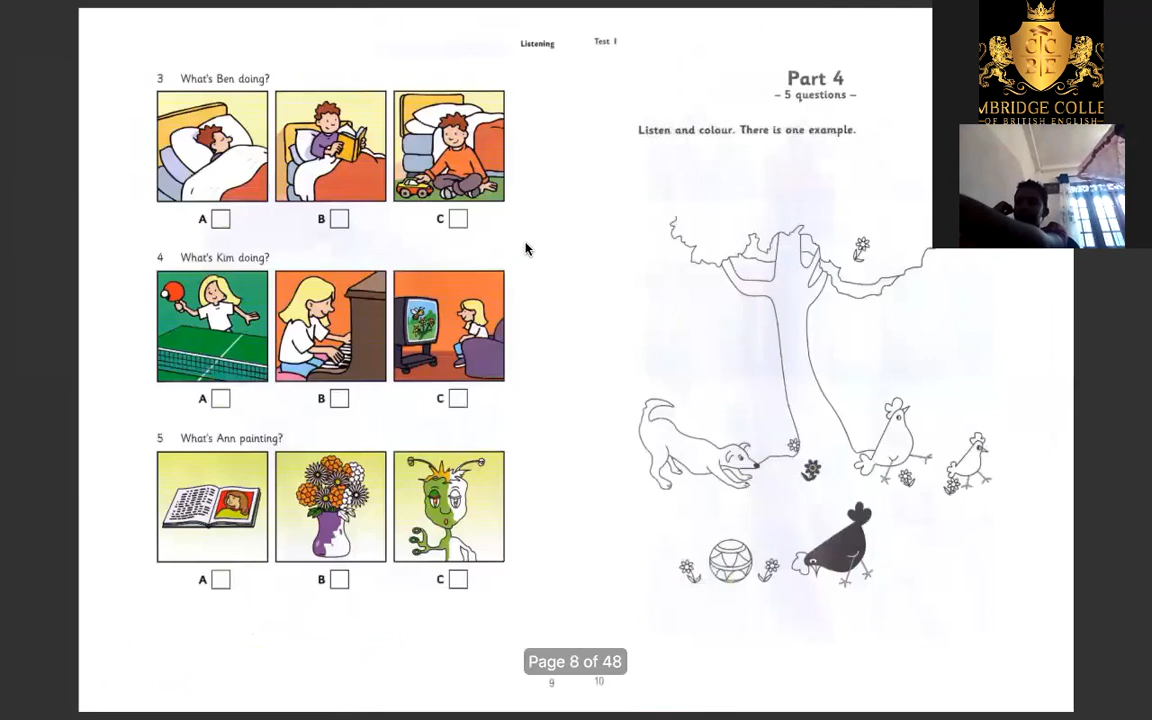 Listening
Test 1
3 What's Ben doing?
A
B
C
4 What's Kim doing?
A
B
C
5 What's Ann painting?
A
B
C
9
Part 4
– 5 questions –
Listen and colour. There is one example.
10
Page 8 of 48
C C
B E
MBRIDGE COLLE
OF BRITISH ENGLISH